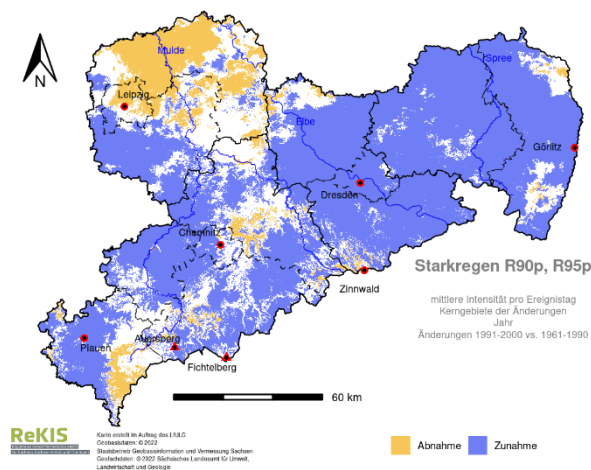 Mulde
Spree
Leipzig
Elbe
Görlitz
Dresden
Chemnitz
Zinnwald
Auersberg
Plauen
Fichtelberg
N
Starkregen R90p, R95p
mittlere Intensität pro Ereignistag
Kerngebiete der Änderungen
Jahr
Änderungen 1991-2000 vs. 1961-1990
60 km
ReKIS
Karte erstellt im Auftrag des LfULG
Geobasisdaten: © 2022
Staatsbetrieb Geobasisinformation und Vermessung Sachsen
Geofachdaten: © 2022 Sächsisches Landesamt für Umwelt,
Landwirtschaft und Geologie
Abnahme
Zunahme